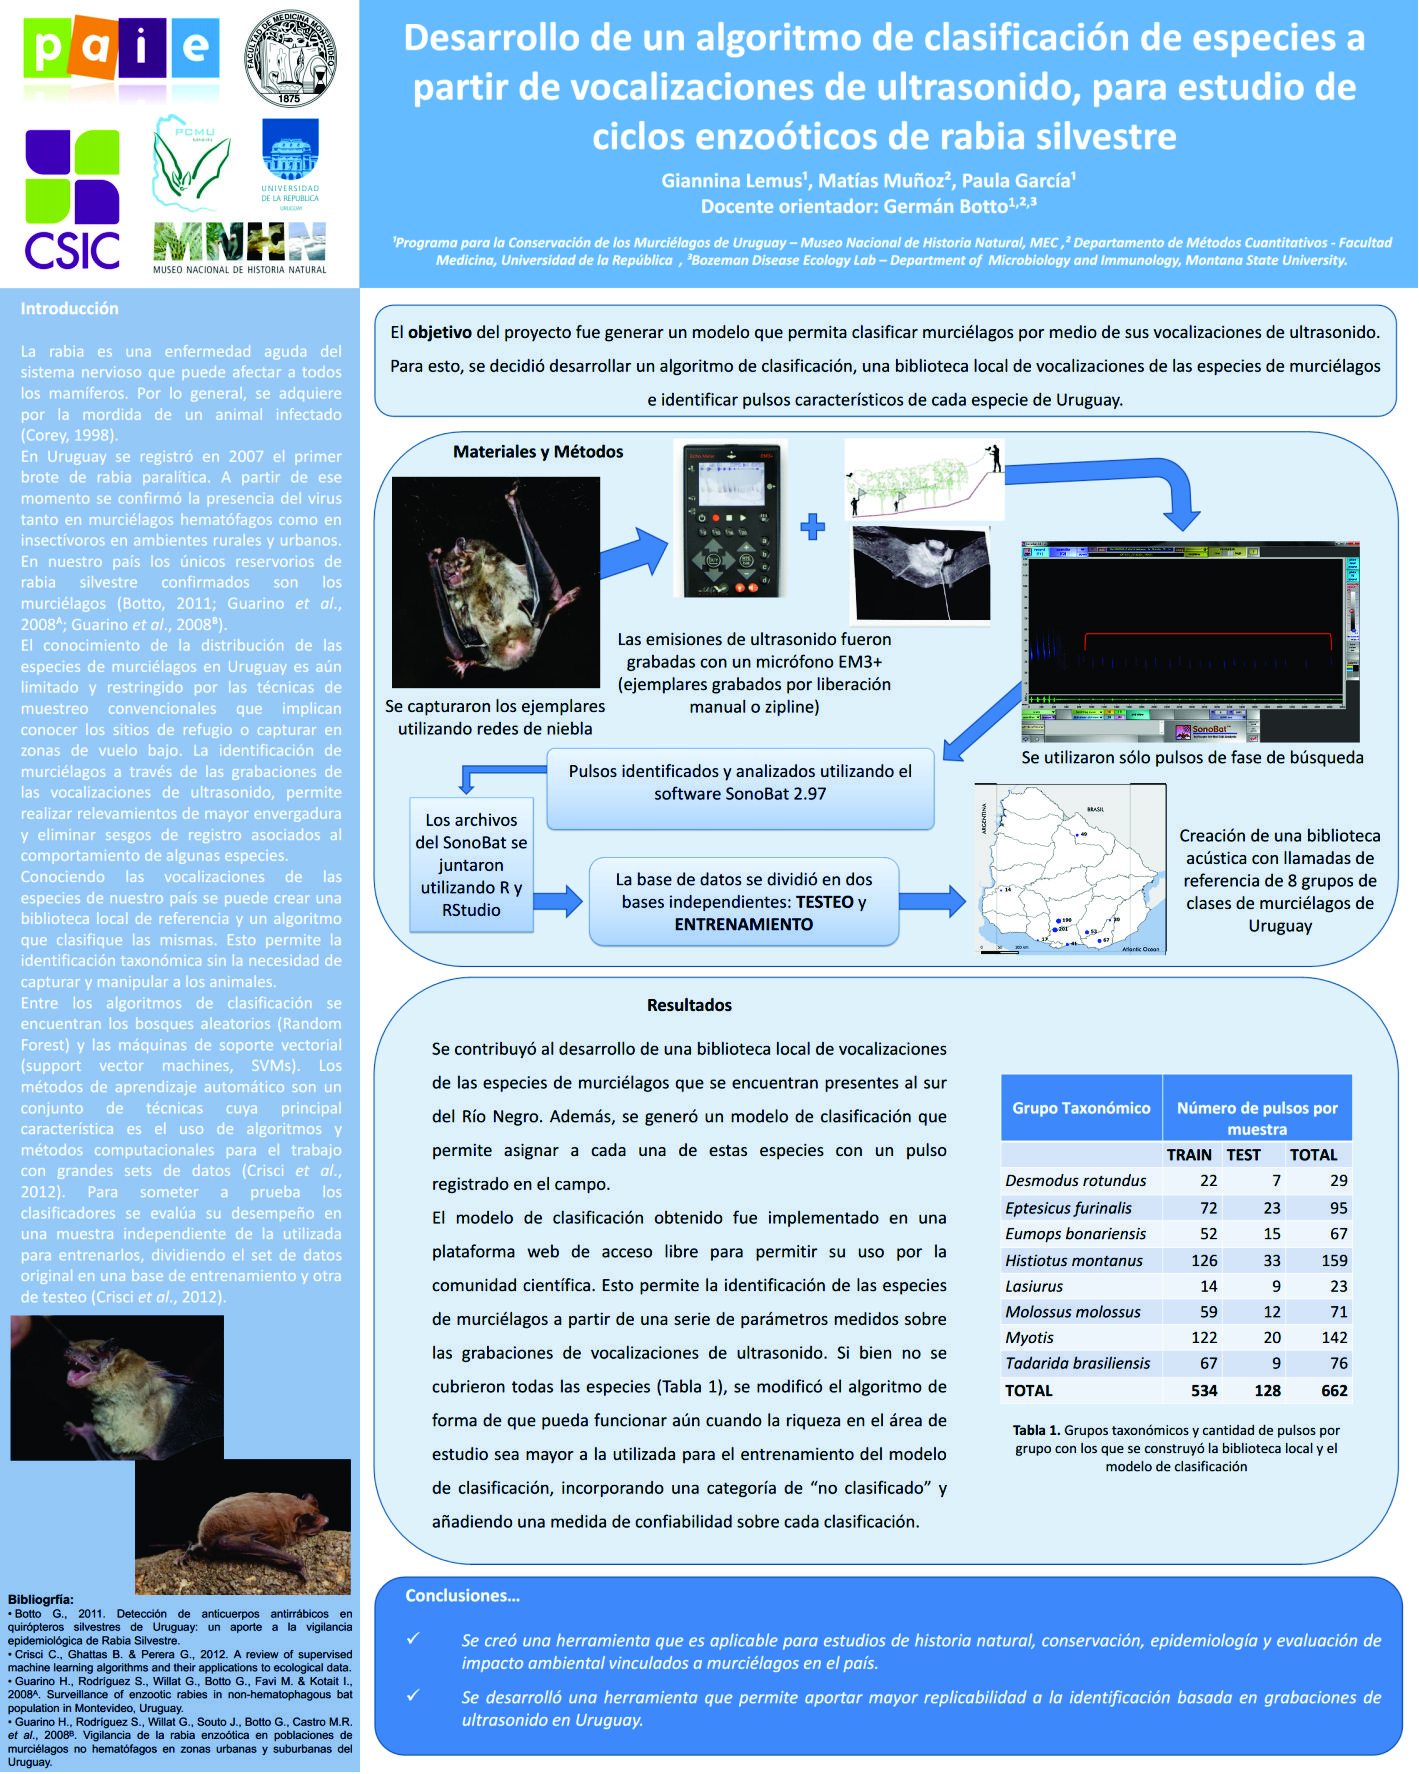 paie
FACULTAD DE MEDICINA MONTEVIDEO
1875
PCMU
UNIVERSIDAD
DE LA REPUBLICA
URUGUAY
CSIC
MNHN
MUSEO NACIONAL DE HISTORIA NATURAL
Desarrollo de un algoritmo de clasificación de especies a
partir de vocalizaciones de ultrasonido, para estudio de
ciclos enzoóticos de rabia silvestre
Giannina Lemus¹, Matías Muñoz², Paula García¹
Docente orientador: Germán Botto¹,²,³
¹Programa para la Conservación de los Murciélagos de Uruguay – Museo Nacional de Historia Natural, MEC ,² Departamento de Métodos Cuantitativos - Facultad
Medicina, Universidad de la República , ³Bozeman Disease Ecology Lab – Department of Microbiology and Immunology, Montana State University.
Introducción
La rabia es una enfermedad aguda del
sistema nervioso que puede afectar a todos
los mamíferos. Por lo general, se adquiere
por la mordida de un animal infectado
(Corey, 1998).
En Uruguay se registró en 2007 el primer
brote de rabia paralítica. A partir de ese
momento se confirmó la presencia del virus
tanto en murciélagos hematófagos como en
insectívoros en ambientes rurales y urbanos.
En nuestro país los únicos reservorios de
rabia silvestre confirmados son los
murciélagos (Botto, 2011; Guarino et al.,
2008ᴬ; Guarino et al., 2008ᴮ).
El conocimiento de la distribución de las
especies de murciélagos en Uruguay es aún
limitado y restringido por las técnicas de
muestreo convencionales que implican
conocer los sitios de refugio o capturar en
zonas de vuelo bajo. La identificación de
murciélagos a través de las grabaciones de
las vocalizaciones de ultrasonido, permite
realizar relevamientos de mayor envergadura
y eliminar sesgos de registro asociados al
comportamiento de algunas especies.
Conociendo las vocalizaciones de las
especies de nuestro país se puede crear una
biblioteca local de referencia y un algoritmo
que clasifique las mismas. Esto permite la
identificación taxonómica sin la necesidad de
capturar y manipular a los animales.
Entre los algoritmos de clasificación se
encuentran los bosques aleatorios (Random
Forest) y las máquinas de soporte vectorial
(support vector machines, SVMs). Los
métodos de aprendizaje automático son un
conjunto de técnicas cuya principal
característica es el uso de algoritmos y
métodos computacionales para el trabajo
con grandes sets de datos (Crisci et al.,
2012). Para someter a prueba los
clasificadores se evalúa su desempeño en
una muestra independiente de la utilizada
para entrenarlos, dividiendo el set de datos
original en una base de entrenamiento y otra
de testeo (Crisci et al., 2012).
Bibliogrfía:
• Botto G., 2011. Detección de anticuerpos antirrábicos en
quirópteros silvestres de Uruguay: un aporte a la vigilancia
epidemiológica de Rabia Silvestre.
• Crisci C., Ghattas B. & Perera G., 2012. A review of supervised
machine learning algorithms and their applications to ecological data.
• Guarino H., Rodríguez S., Willat G., Botto G., Favi M. & Kotait I.,
2008ᴬ. Surveillance of enzootic rabies in non-hematophagous bat
population in Montevideo, Uruguay.
• Guarino H., Rodríguez S., Willat G., Souto J., Botto G., Castro M.R.
et al., 2008ᴮ. Vigilancia de la rabia enzoótica en poblaciones de
murciélagos no hematófagos en zonas urbanas y suburbanas del
Uruguay.
El objetivo del proyecto fue generar un modelo que permita clasificar murciélagos por medio de sus vocalizaciones de ultrasonido.
Para esto, se decidió desarrollar un algoritmo de clasificación, una biblioteca local de vocalizaciones de las especies de murciélagos
e identificar pulsos característicos de cada especie de Uruguay.
Materiales y Métodos
EM3+
Se capturaron los ejemplares
utilizando redes de niebla
Las emisiones de ultrasonido fueron
grabadas con un micrófono EM3+
(ejemplares grabados por liberación
manual o zipline)
SonoBat
Se utilizaron sólo pulsos de fase de búsqueda
Pulsos identificados y analizados utilizando el
software SonoBat 2.97
Los archivos
del SonoBat se
juntaron
utilizando R y
RStudio
La base de datos se dividió en dos
bases independientes: TESTEO y
ENTRENAMIENTO
ARGENTINA
BRASIL
49
14
190
201
53
39
17
41
67
Atlantic Ocean
Creación de una biblioteca
acústica con llamadas de
referencia de 8 grupos de
clases de murciélagos de
Uruguay
Resultados
Se contribuyó al desarrollo de una biblioteca local de vocalizaciones
de las especies de murciélagos que se encuentran presentes al sur
del Río Negro. Además, se generó un modelo de clasificación que
permite asignar a cada una de estas especies con un pulso
registrado en el campo.
El modelo de clasificación obtenido fue implementado en una
plataforma web de acceso libre para permitir su uso por la
comunidad científica. Esto permite la identificación de las especies
de murciélagos a partir de una serie de parámetros medidos sobre
las grabaciones de vocalizaciones de ultrasonido. Si bien no se
cubrieron todas las especies (Tabla 1), se modificó el algoritmo de
forma de que pueda funcionar aún cuando la riqueza en el área de
estudio sea mayor a la utilizada para el entrenamiento del modelo
de clasificación, incorporando una categoría de “no clasificado” y
añadiendo una medida de confiabilidad sobre cada clasificación.
Grupo Taxonómico Número de pulsos por
muestra
TRAIN TEST TOTAL
Desmodus rotundus 22 7 29
Eptesicus furinalis 72 23 95
Eumops bonariensis 52 15 67
Histiotus montanus 126 33 159
Lasiurus 14 9 23
Molossus molossus 59 12 71
Myotis 122 20 142
Tadarida brasiliensis 67 9 76
TOTAL 534 128 662
Tabla 1. Grupos taxonómicos y cantidad de pulsos por
grupo con los que se construyó la biblioteca local y el
modelo de clasificación
Conclusiones...
✓ Se creó una herramienta que es aplicable para estudios de historia natural, conservación, epidemiología y evaluación de
impacto ambiental vinculados a murciélagos en el país.
✓ Se desarrolló una herramienta que permite aportar mayor replicabilidad a la identificación basada en grabaciones de
ultrasonido en Uruguay.